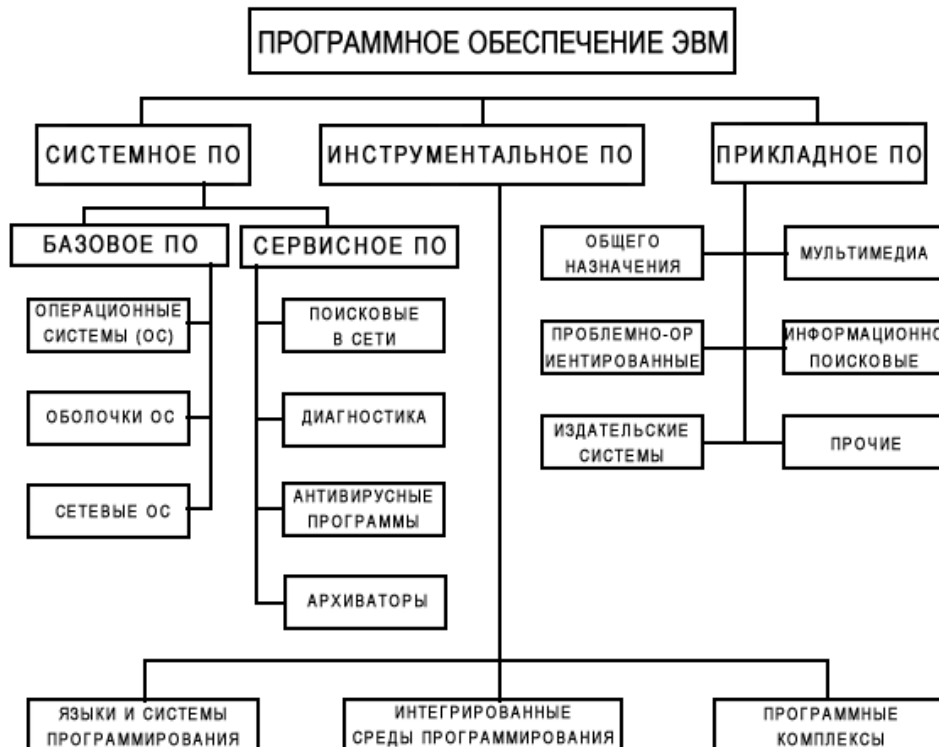 ПРОГРАММНОЕ ОБЕСПЕЧЕНИЕ ЭВМ
СИСТЕМНОЕ ПО
ИНСТРУМЕНТАЛЬНОЕ ПО
ПРИКЛАДНОЕ ПО
БАЗОВОЕ ПО
СЕРВИСНОЕ ПО
ОПЕРАЦИОННЫЕ
СИСТЕМЫ (ОС)
ОБОЛОЧКИ ОС
СЕТЕВЫЕ ОС
ПОИСКОВЫЕ
В СЕТИ
ДИАГНОСТИКА
АНТИВИРУСНЫЕ
ПРОГРАММЫ
АРХИВАТОРЫ
ОБЩЕГО
НАЗНАЧЕНИЯ
МУЛЬТИМЕДИА
ПРОБЛЕМНО-ОР
ИЕНТИРОВАННЫЕ
ИНФОРМАЦИОННО
ПОИСКОВЫЕ
ИЗДАТЕЛЬСКИЕ
СИСТЕМЫ
ПРОЧИЕ
ЯЗЫКИ И СИСТЕМЫ
ПРОГРАММИРОВАНИЯ
ИНТЕГРИРОВАННЫЕ
СРЕДЫ ПРОГРАММИРОВАНИЯ
ПРОГРАММНЫЕ
КОМПЛЕКСЫ